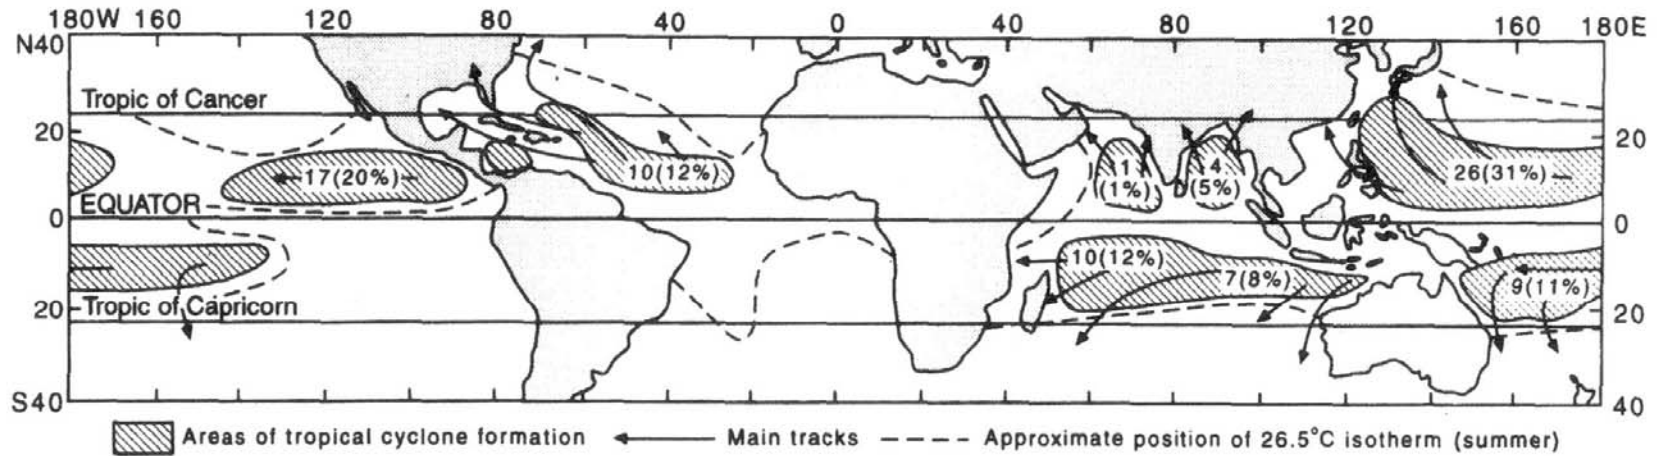 180W 160 120 80 40 0 40 80 120 160 180E
N40
Tropic of Cancer
20 20
17(20%) 10(12%) 1 (1%) 4 (5%) 26(31%)
EQUATOR
0 0
10(12%) 7(8%) 9(11%)
Tropic of Capricorn
20 20
S40 40
Areas of tropical cyclone formation Main tracks Approximate position of 26.5°C isotherm (summer)